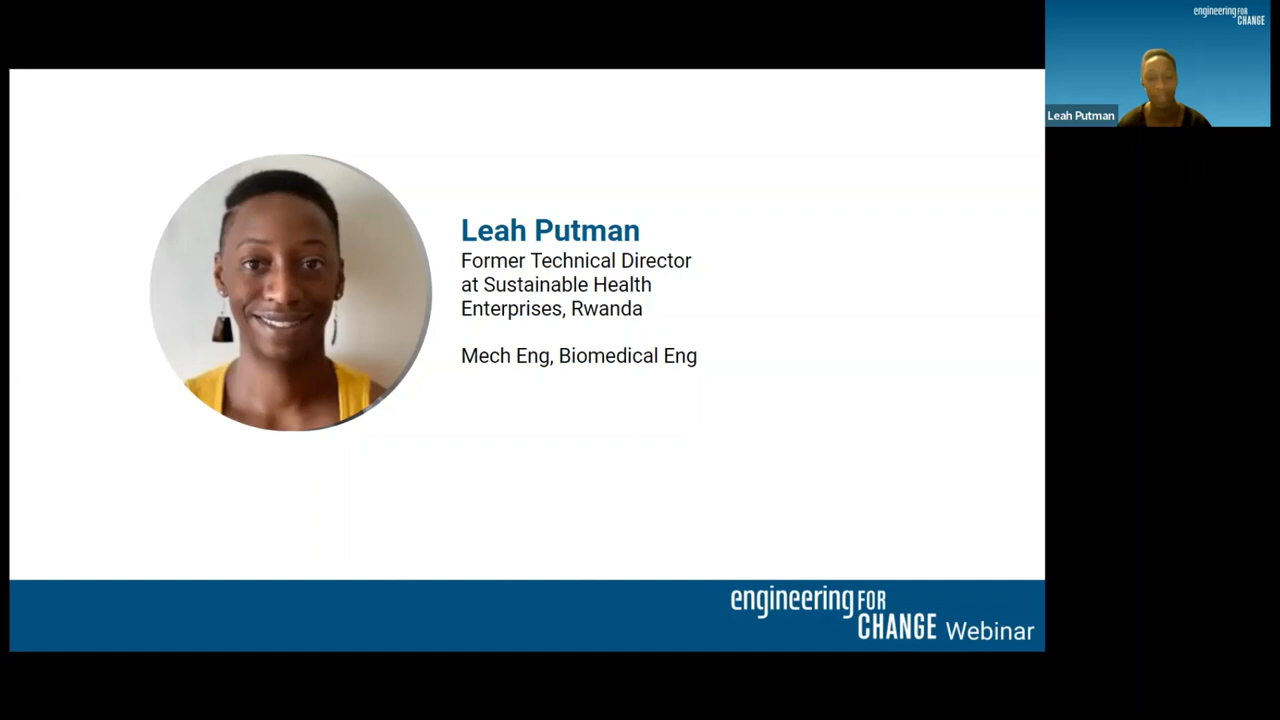 Leah Putman
Former Technical Director
at Sustainable Health
Enterprises, Rwanda
Mech Eng, Biomedical Eng
engineering FOR
CHANGE Webinar
engineering FOR
CHANGE
Leah Putman